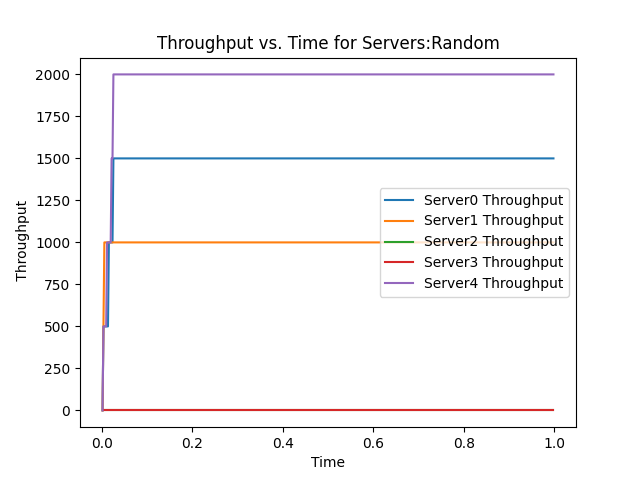 Throughput vs. Time for Servers:Random
Throughput
2000
1750
1500
1250
1000
750
500
250
0
Server0 Throughput
Server1 Throughput
Server2 Throughput
Server3 Throughput
Server4 Throughput
0.0 0.2 0.4 0.6 0.8 1.0
Time